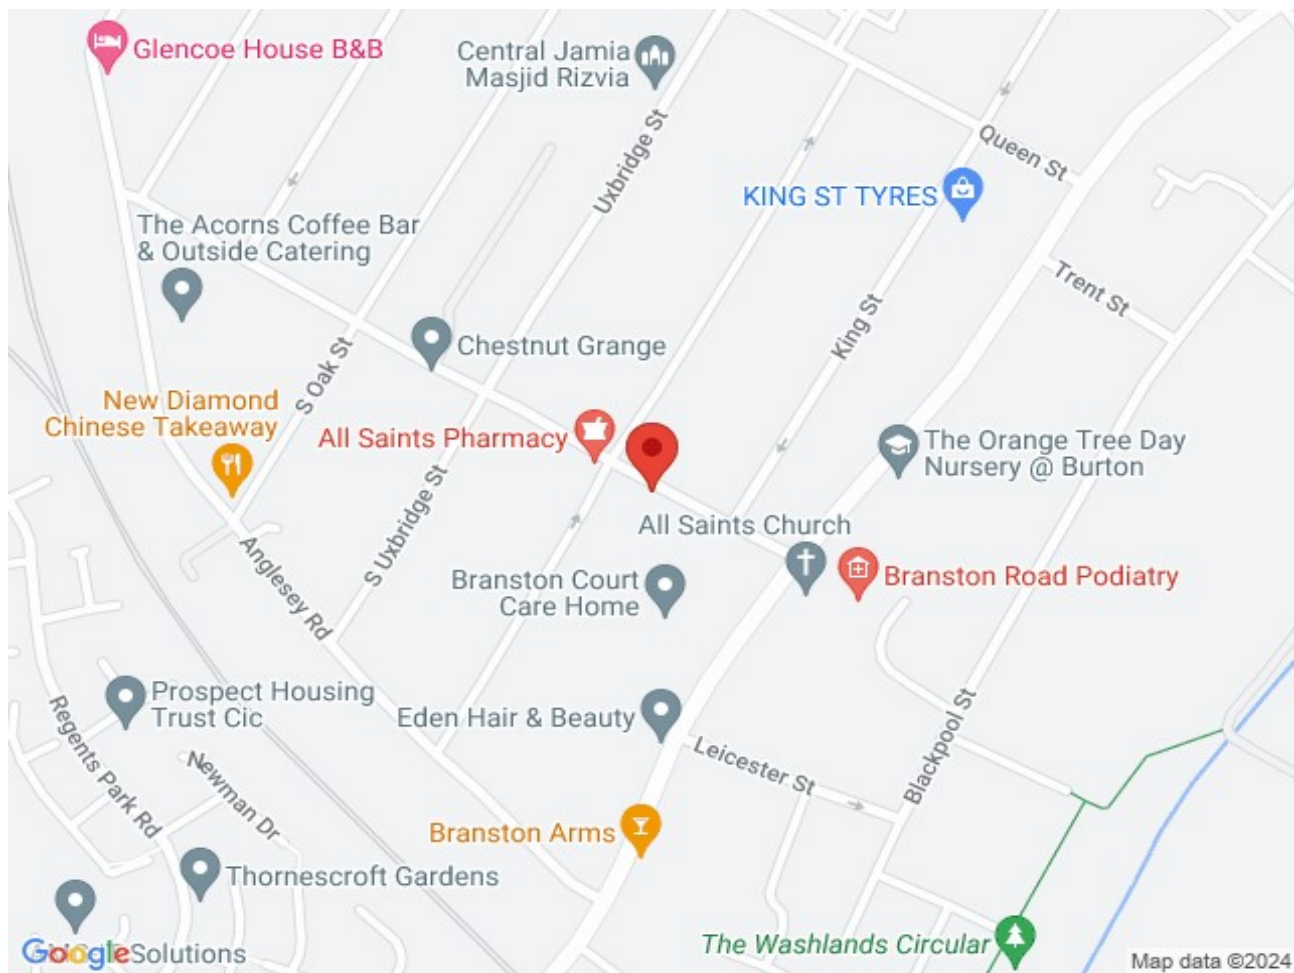 Glencoe House B&B
Central Jamia
Masjid Rizvia
Uxbridge St
Queen St
KING ST TYRES
The Acorns Coffee Bar
& Outside Catering
Trent St
King St
Chestnut Grange
S Oak St
New Diamond
Chinese Takeaway
All Saints Pharmacy
The Orange Tree Day
Nursery @ Burton
S Uxbridge St
All Saints Church
Anglesey Rd
Branston Court
Care Home
Branston Road Podiatry
Prospect Housing
Trust Cic
Eden Hair & Beauty
Regents Park Rd
Newman Dr
Leicester St
Blackpool St
Branston Arms
Thornescroft Gardens
The Washlands Circular
Google
Solutions
Map data ©2024